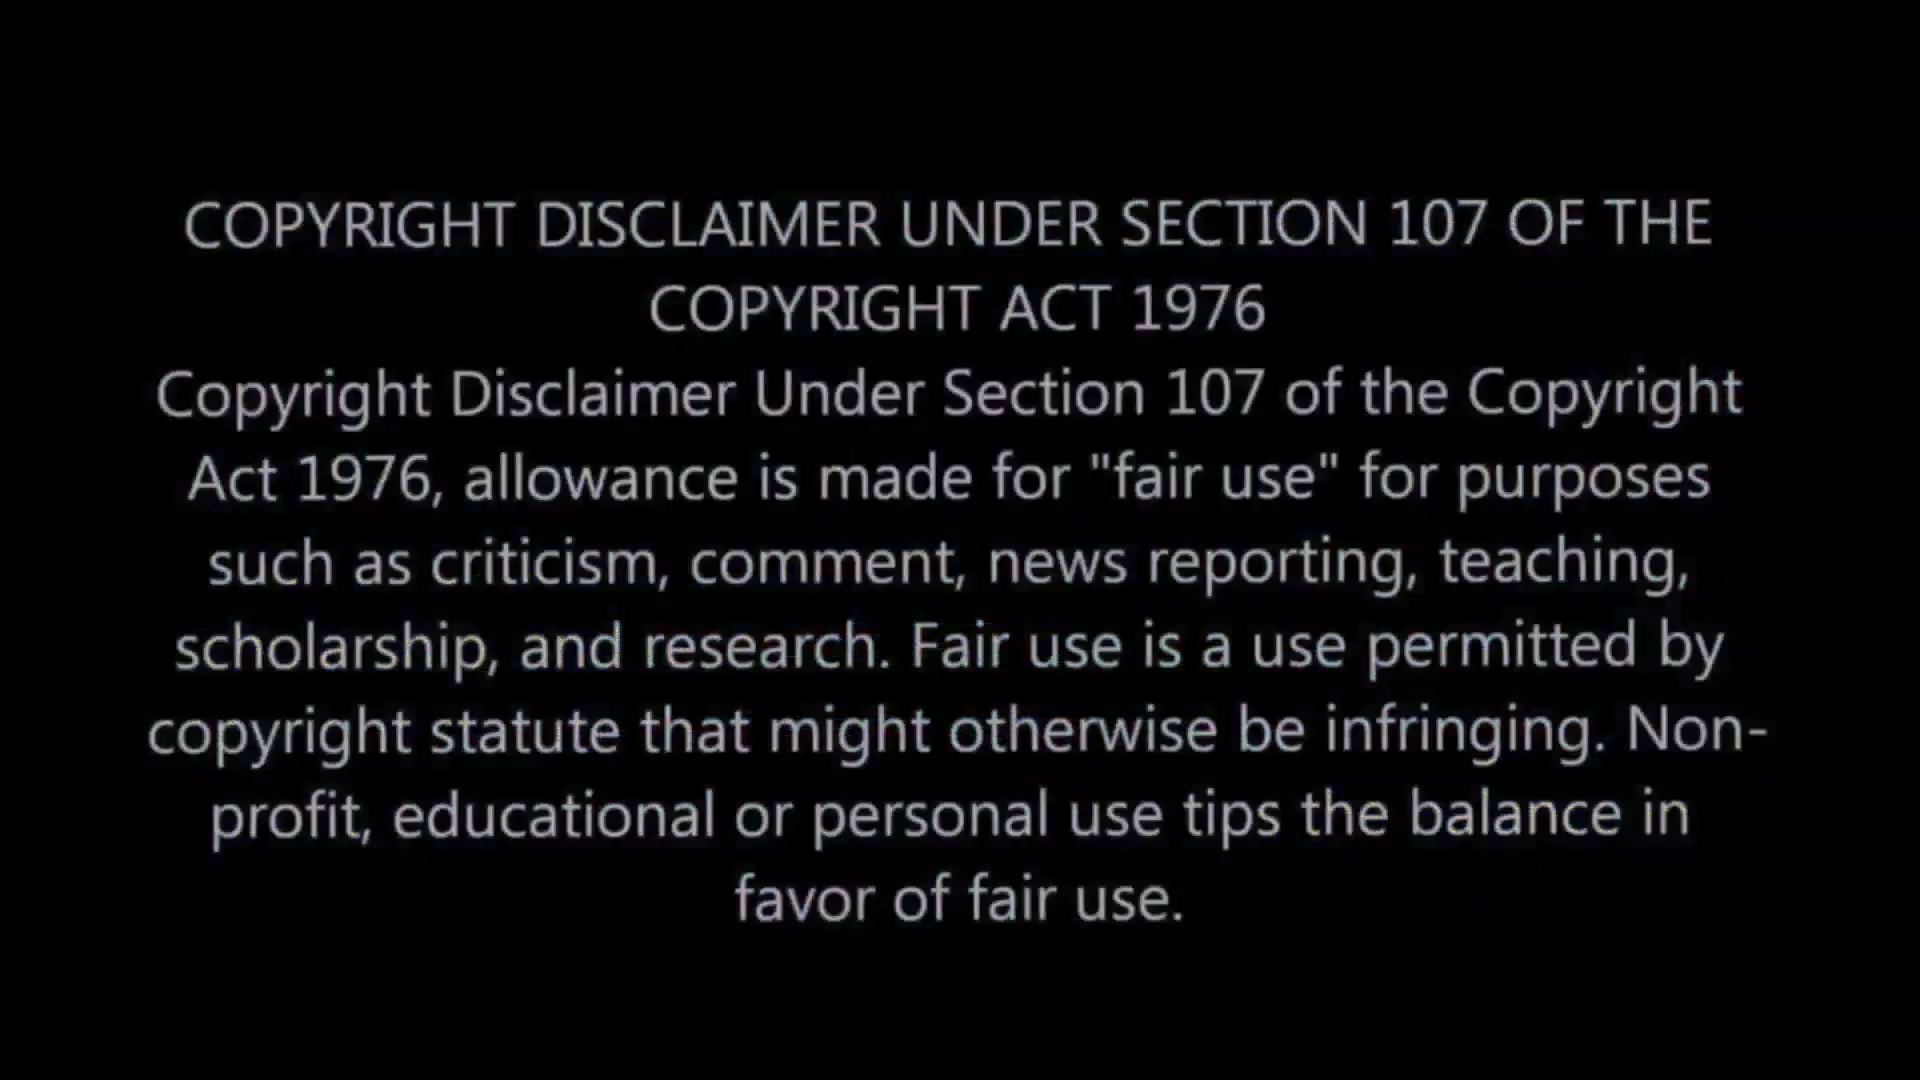 COPYRIGHT DISCLAIMER UNDER SECTION 107 OF THE
COPYRIGHT ACT 1976
Copyright Disclaimer Under Section 107 of the Copyright
Act 1976, allowance is made for "fair use" for purposes
such as criticism, comment, news reporting, teaching,
scholarship, and research. Fair use is a use permitted by
copyright statute that might otherwise be infringing. Non-
profit, educational or personal use tips the balance in
favor of fair use.